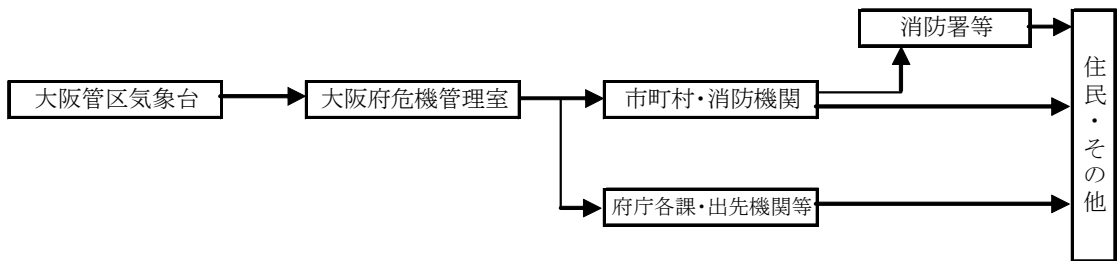 消防署等
大阪管区気象台
大阪府危機管理室
市町村・消防機関
府庁各課・出先機関等
住民・その他